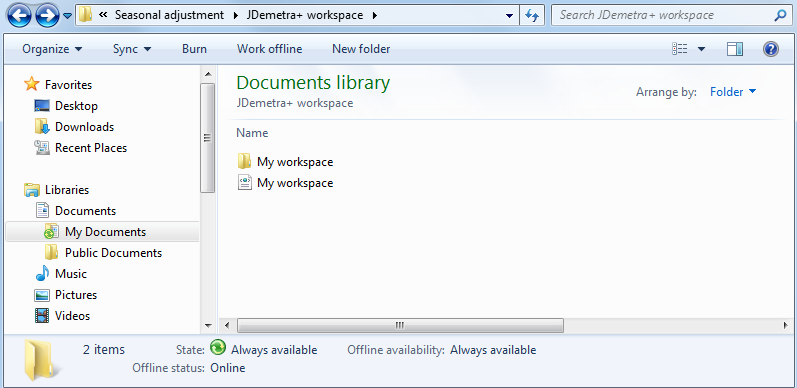 « Seasonal adjustment JDemetra+ workspace Search JDemetra+ workspace
Organize Sync Burn Work offline New folder
Favorites
Desktop
Downloads
Recent Places
Libraries
Documents
My Documents
Public Documents
Music
Pictures
Videos
Documents library
JDemetra+ workspace
Arrange by: Folder
Name
My workspace
My workspace
2 items State: Always available Offline availability: Always available
Offline status: Online